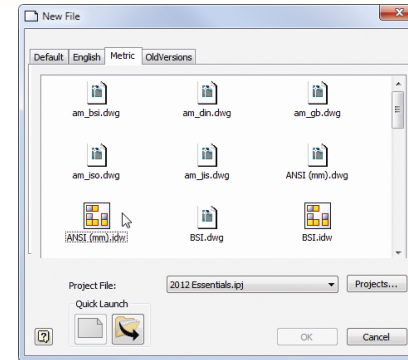 New File
Default English Metric OldVersions
am_bsi.dwg am_din.dwg am_gb.dwg
am_iso.dwg am_jis.dwg ANSI (mm).dwg
ANSI (mm).idw BSI.dwg BSI.idw
Project File: 2012 Essentials.ipj Projects...
Quick Launch
OK Cancel